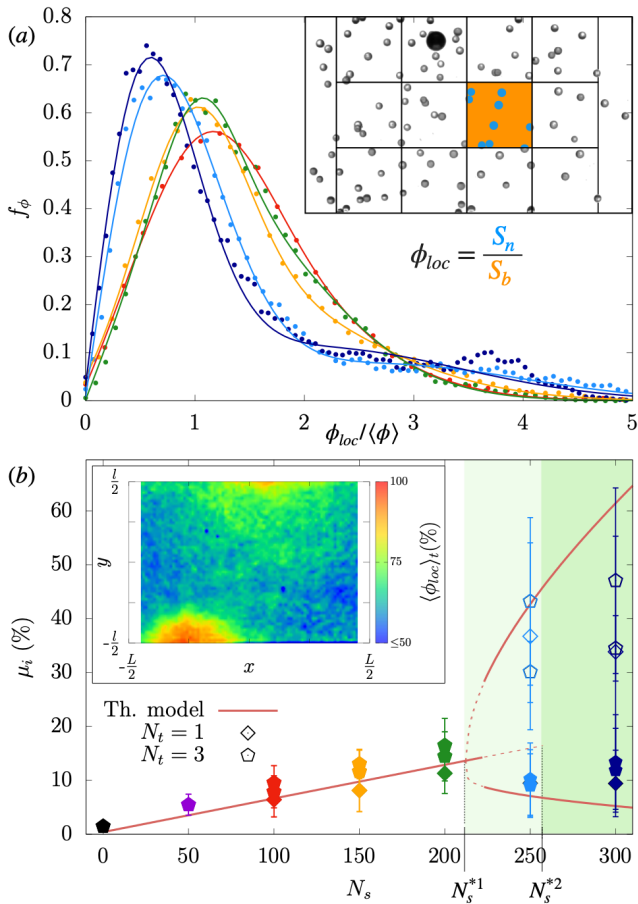 (a)
0.8
0.7
0.6
0.5
0.4
0.3
0.2
0.1
0
f_ϕ
ϕ_loc = S_n / S_b
0 1 2 3 4 5
ϕ_loc/⟨ϕ⟩
(b)
60
50
40
30
20
10
0
μ_i (%)
l/2
y
-l/2
-L/2 x L/2
100
75
≤50
⟨ϕ_loc⟩_t(%)
Th. model
N_t = 1
N_t = 3
0 50 100 150 200 250 300
N_s N_s^{*1} N_s^{*2}